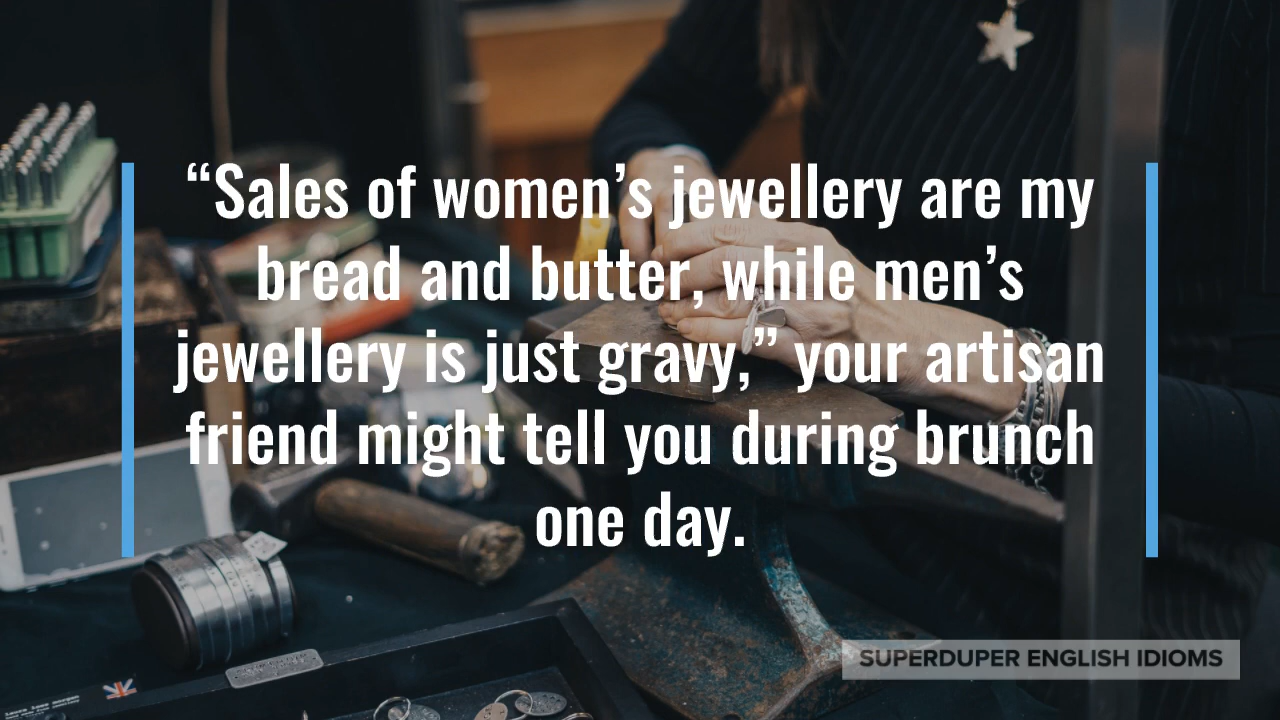 “Sales of women’s jewellery are my
bread and butter, while men’s
jewellery is just gravy,” your artisan
friend might tell you during brunch
one day.
SUPERDUPER ENGLISH IDIOMS